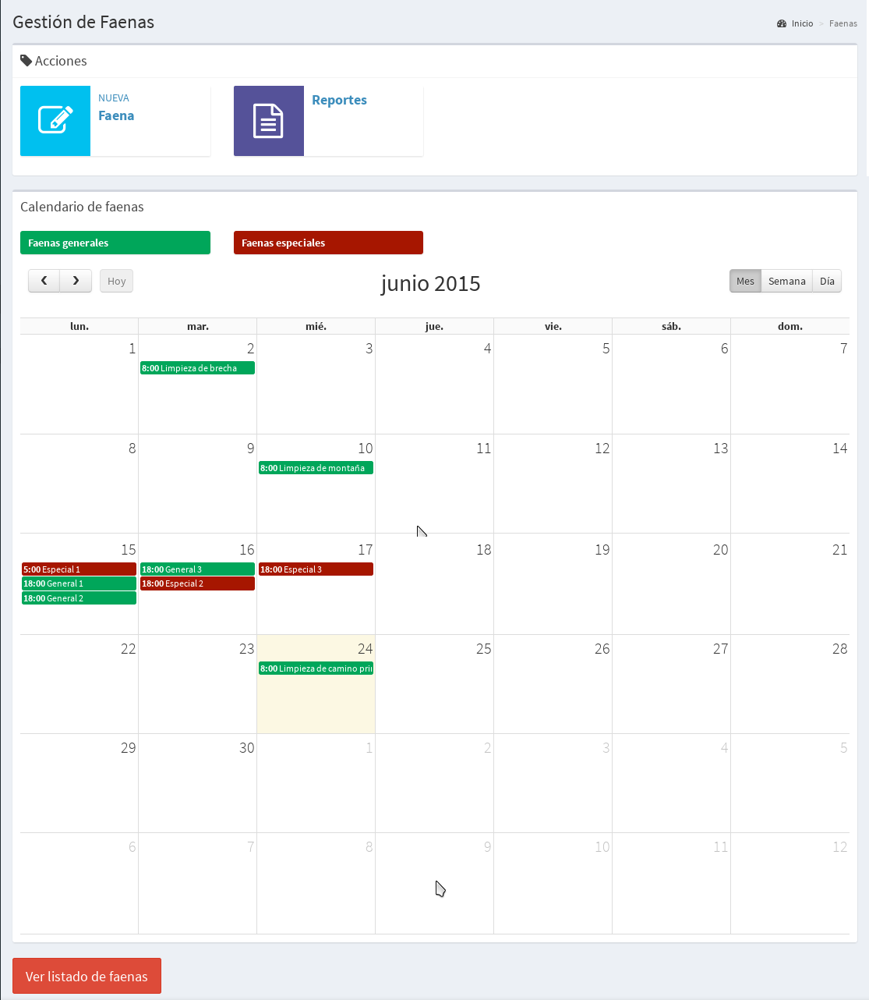 Gestión de Faenas
Inicio > Faenas
Acciones
NUEVA
Faena
Reportes
Calendario de faenas
Faenas generales
Faenas especiales
Hoy
junio 2015
Mes Semana Día
lun. mar. mié. jue. vie. sáb. dom.
1 2 3 4 5 6 7
8:00 Limpieza de brecha
8 9 10 11 12 13 14
8:00 Limpieza de montaña
15 16 17 18 19 20 21
5:00 Especial 1 18:00 General 3 18:00 Especial 3
18:00 General 1 18:00 Especial 2
18:00 General 2
22 23 24 25 26 27 28
8:00 Limpieza de camino pri
29 30 1 2 3 4 5
6 7 8 9 10 11 12
Ver listado de faenas